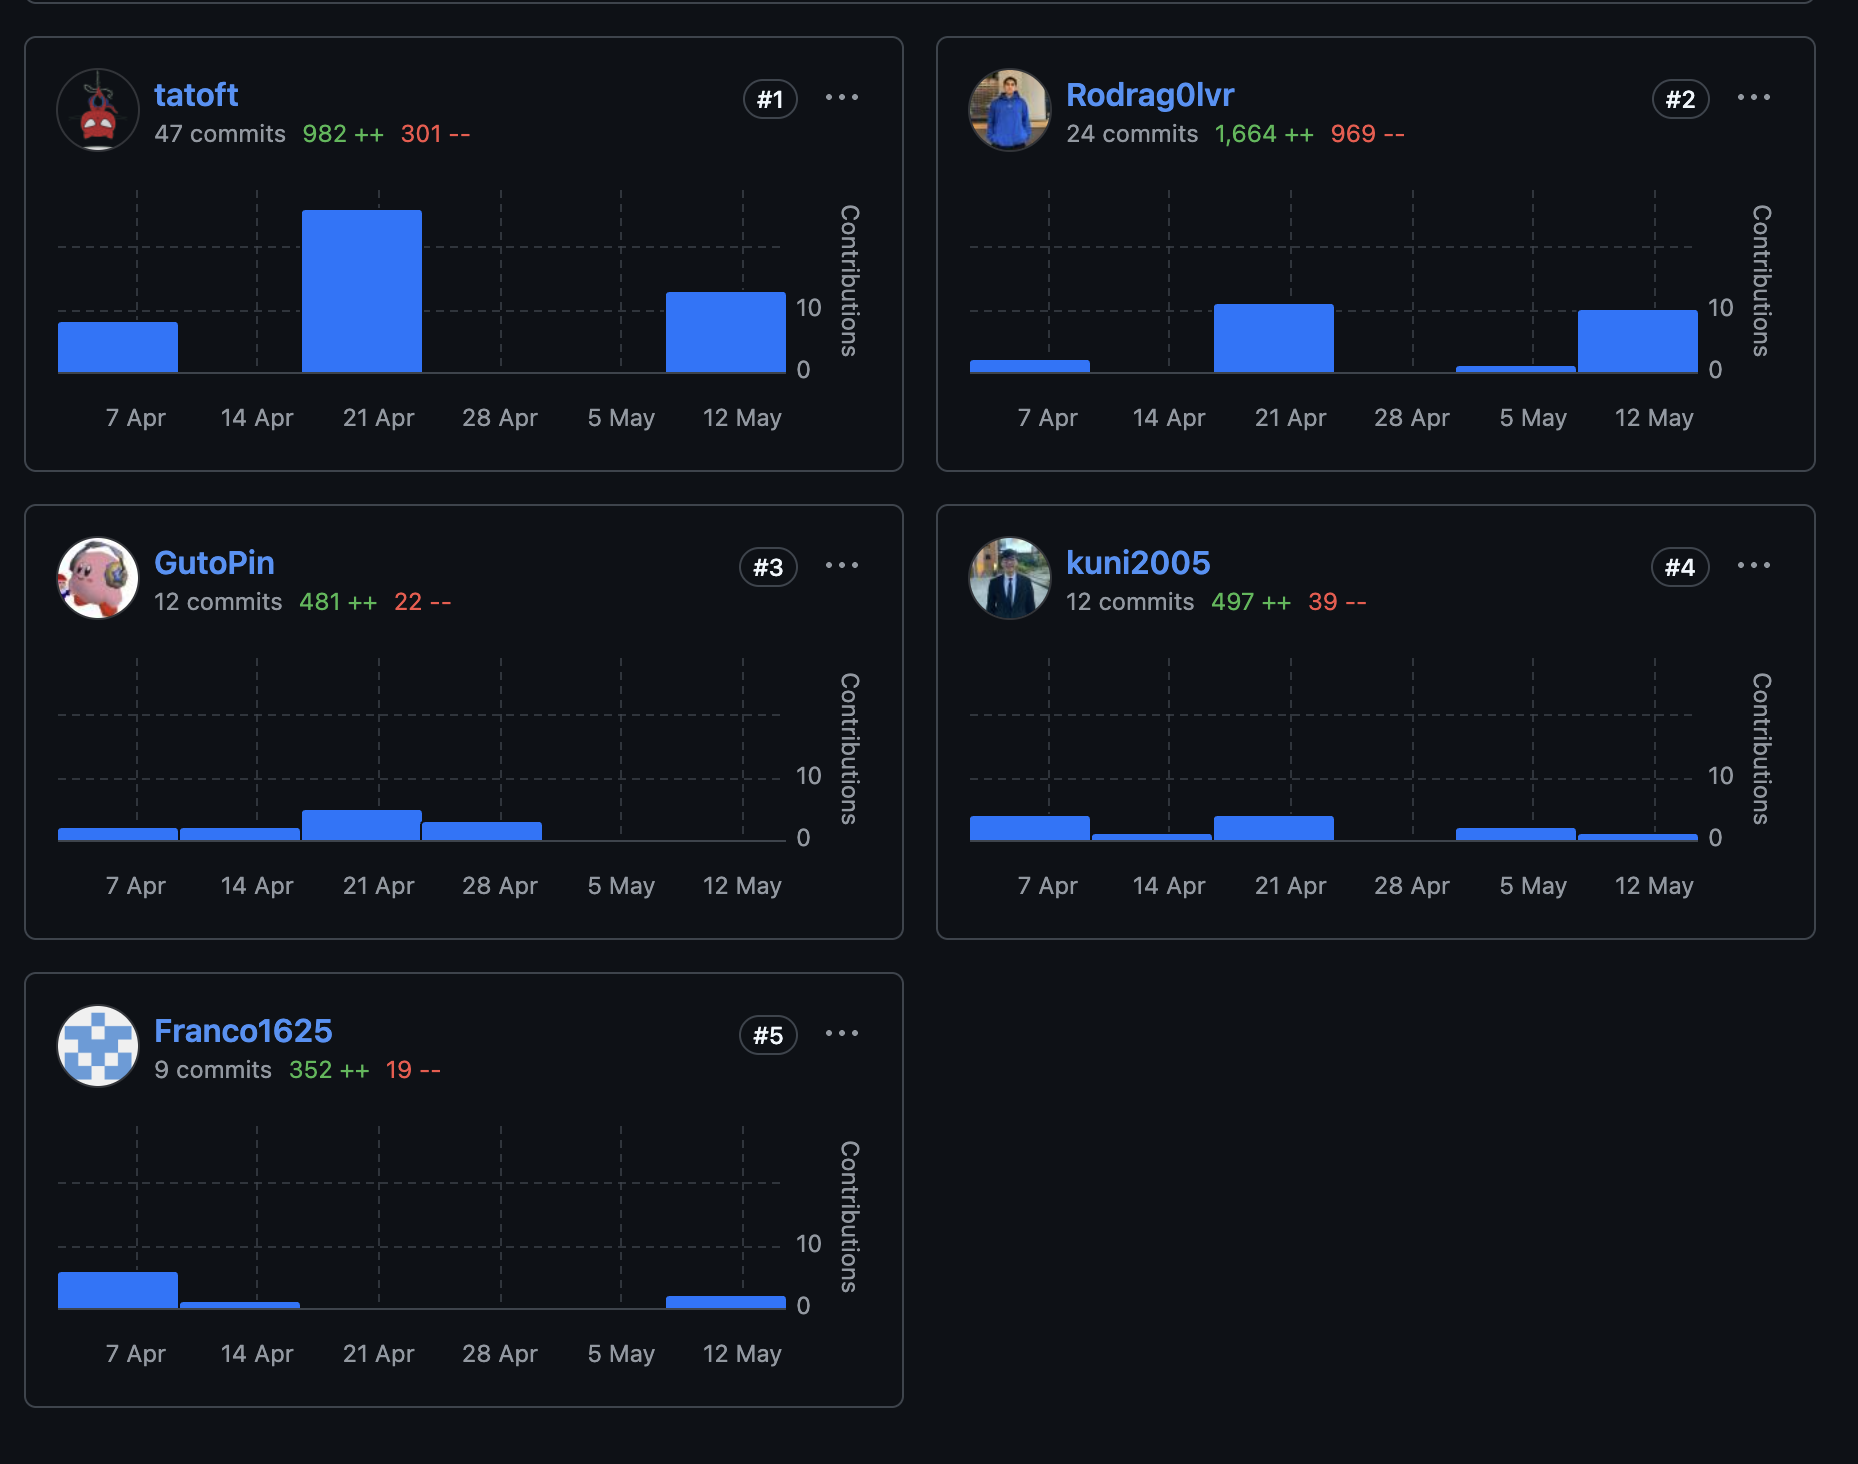 tatoft
#1
47 commits 982 ++ 301 --
Contributions
10
0
7 Apr 14 Apr 21 Apr 28 Apr 5 May 12 May
Rodrag0lvr
#2
24 commits 1,664 ++ 969 --
Contributions
10
0
7 Apr 14 Apr 21 Apr 28 Apr 5 May 12 May
GutoPin
#3
12 commits 481 ++ 22 --
Contributions
10
0
7 Apr 14 Apr 21 Apr 28 Apr 5 May 12 May
kuni2005
#4
12 commits 497 ++ 39 --
Contributions
10
0
7 Apr 14 Apr 21 Apr 28 Apr 5 May 12 May
Franco1625
#5
9 commits 352 ++ 19 --
Contributions
10
0
7 Apr 14 Apr 21 Apr 28 Apr 5 May 12 May